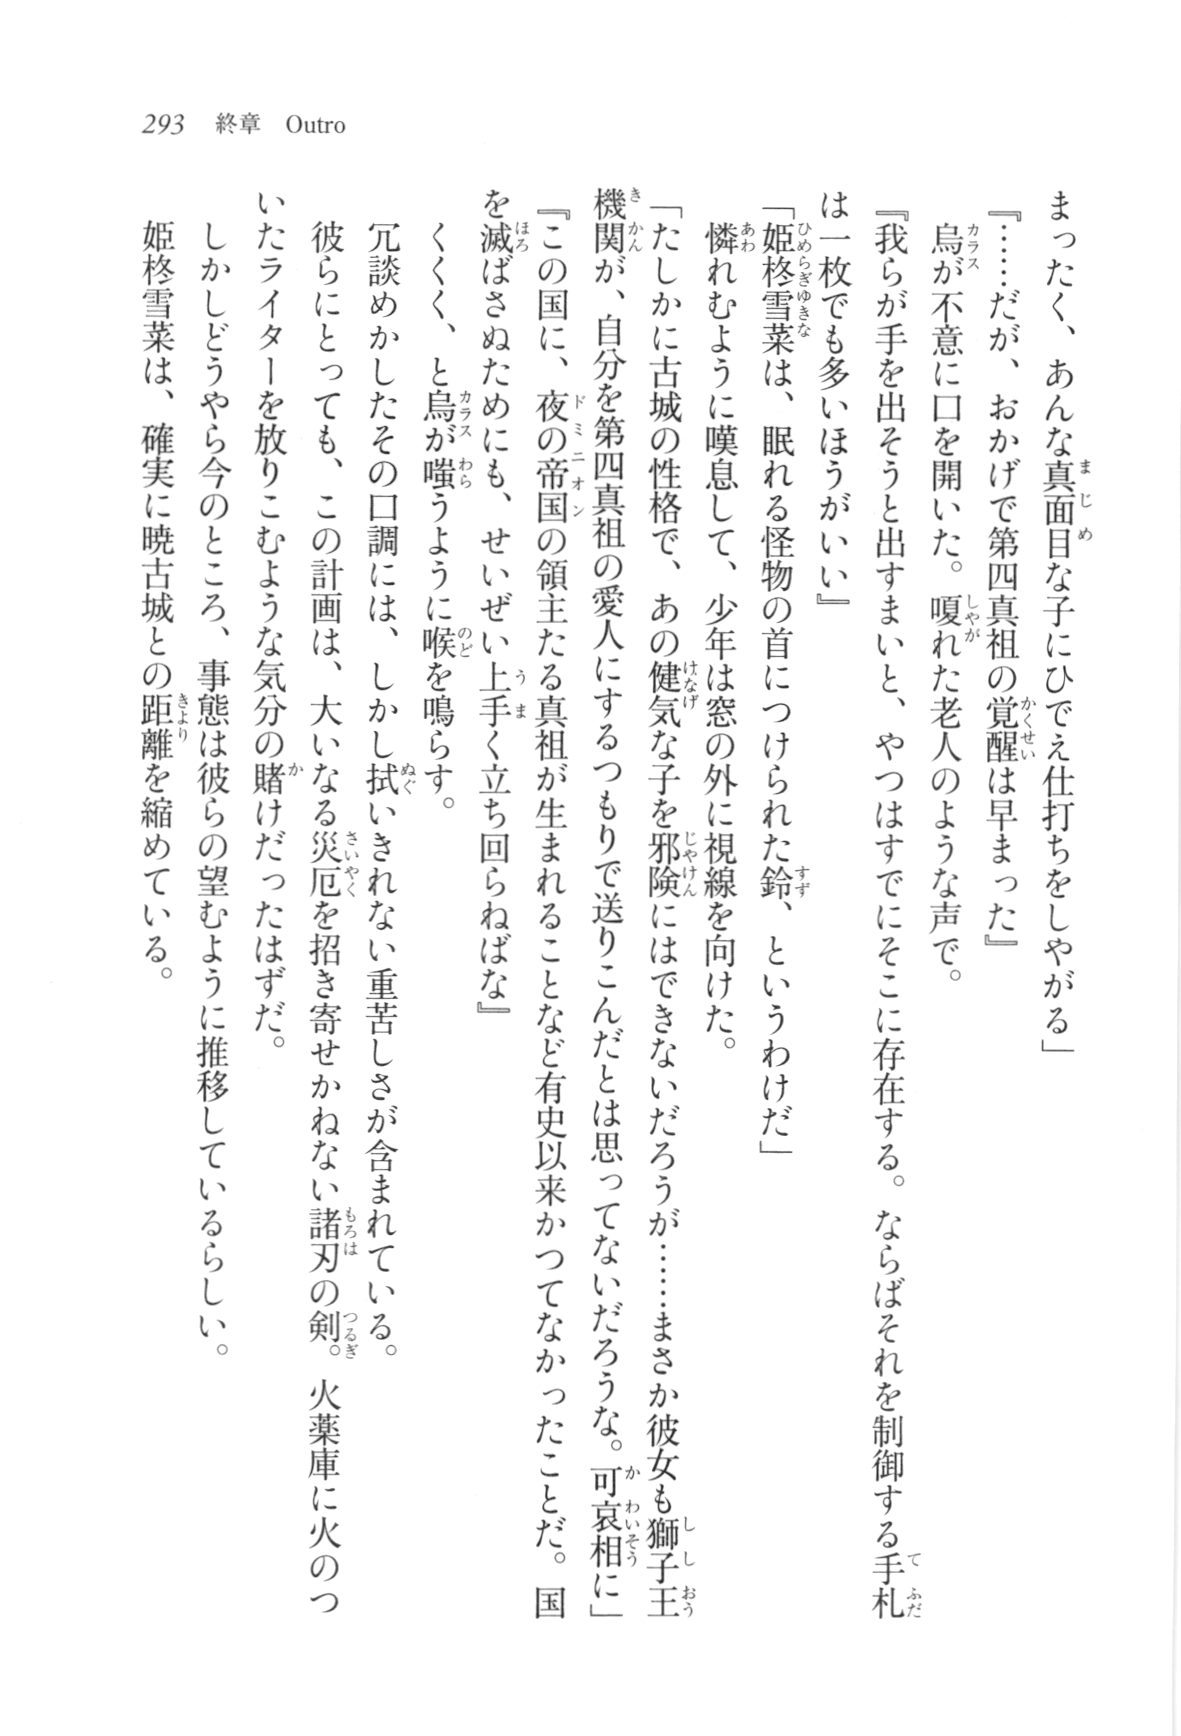 293　終章　Outro
まったく、あんな真面目な子にひでえ仕打ちをしやがる」
『……だが、おかげで第四真祖の覚醒は早まった』
　烏が不意に口を開いた。嗄れた老人のような声で。
『我らが手を出そうと出すまいと、やつはすでにそこに存在する。ならばそれを制御する手札
は一枚でも多いほうがいい』
「姫柊雪菜は、眠れる怪物の首につけられた鈴、というわけだ」
　憐れむように嘆息して、少年は窓の外に視線を向けた。
「たしかに古城の性格で、あの健気な子を邪険にはできないだろうが……まさか彼女も獅子王
機関が、自分を第四真祖の愛人にするつもりで送りこんだとは思ってないだろうな。可哀相に」
『この国に、夜の帝国の領主たる真祖が生まれることなど有史以来かつてなかったことだ。国
を滅ばさぬためにも、せいぜい上手く立ち回らねばな』
　くくく、と烏が嗤うように喉を鳴らす。
　冗談めかしたその口調には、しかし拭いきれない重苦しさが含まれている。
　彼らにとっても、この計画は、大いなる災厄を招き寄せかねない諸刃の剣。火薬庫に火のつ
いたライターを放りこむような気分の賭けだったはずだ。
　しかしどうやら今のところ、事態は彼らの望むように推移しているらしい。
　姫柊雪菜は、確実に暁古城との距離を縮めている。